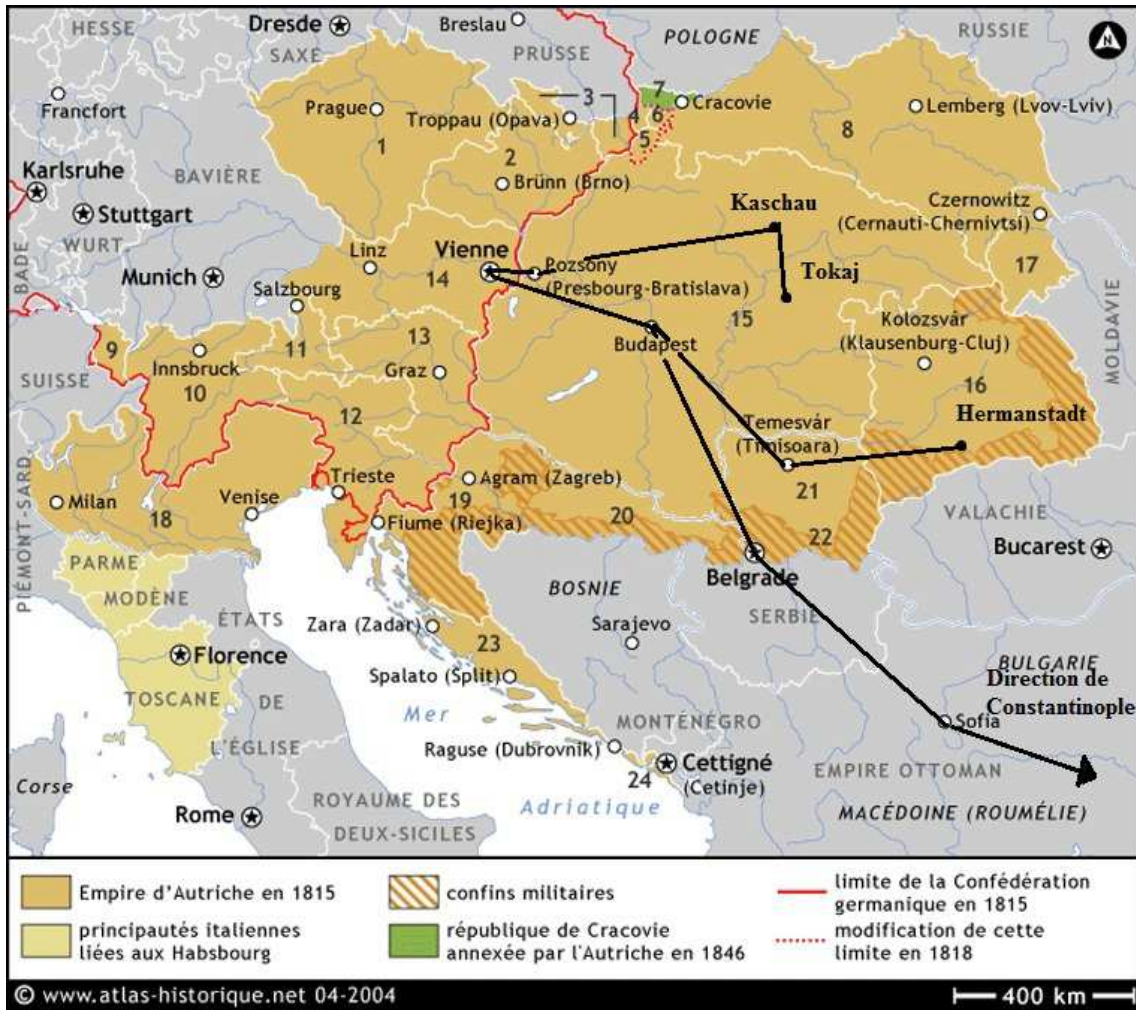 HESSE
Dresde
SAXE
Breslau
PRUSSE
POLOGNE
RUSSIE
N
Francfort
Prague
1
Troppau (Opava)
3
4
7
6
5
Cracovie
Lemberg (Lvov-Lviv)
8
2
Brünn (Brno)
Karlsruhe
BAVIÈRE
Stuttgart
BADE
WURT.
Kaschau
Czernowitz
(Cernauti-Chernivtsi)
Linz
Vienne
14
Pozsony
(Presbourg-Bratislava)
Tokaj
17
Munich
Salzbourg
15
MOLDAVIE
13
Budapest
Kolozsvár
(Klausenburg-Cluj)
9
11
Innsbruck
Graz
SUISSE
10
16
12
Temesvár
(Timisoara)
Hermanstadt
PIÉMONT-SARD.
Milan
18
Venise
Trieste
Agram (Zagreb)
19
21
Fiume (Riejka)
20
22
VALACHIE
PARME
MODÈNE
Bucarest
BOSNIE
Belgrade
SERBIE
ÉTATS
Zara (Zadar)
23
Sarajevo
Florence
TOSCANE
DE
Spalato (Split)
BULGARIE
Direction de
Constantinople
Sofia
L'ÉGLISE
Mer
MONTÉNÉGRO
Raguse (Dubrovnik)
Cettigné
(Cetinje)
24
EMPIRE OTTOMAN
Corse
Rome
ROYAUME DES
DEUX-SICILES
Adriatique
MACÉDOINE (ROUMÉLIE)
Empire d'Autriche en 1815
principautés italiennes
liées aux Habsbourg
confins militaires
république de Cracovie
annexée par l'Autriche en 1846
limite de la Confédération
germanique en 1815
modification de cette
limite en 1818
© www.atlas-historique.net 04-2004
400 km